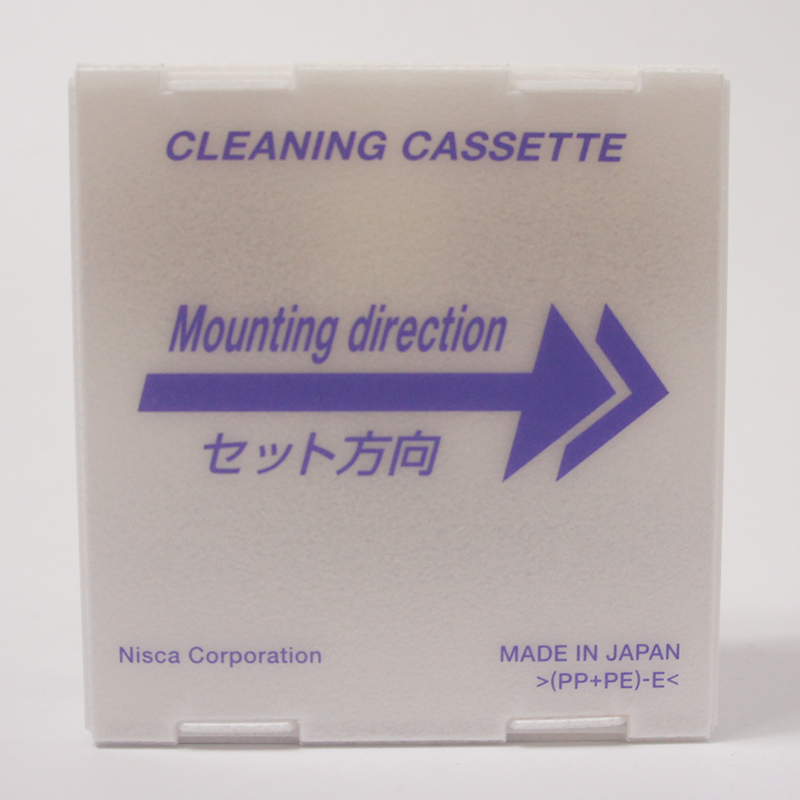 CLEANING CASSETTE
Mounting direction
セット方向
Nisca Corporation
MADE IN JAPAN
>(PP+PE)-E<